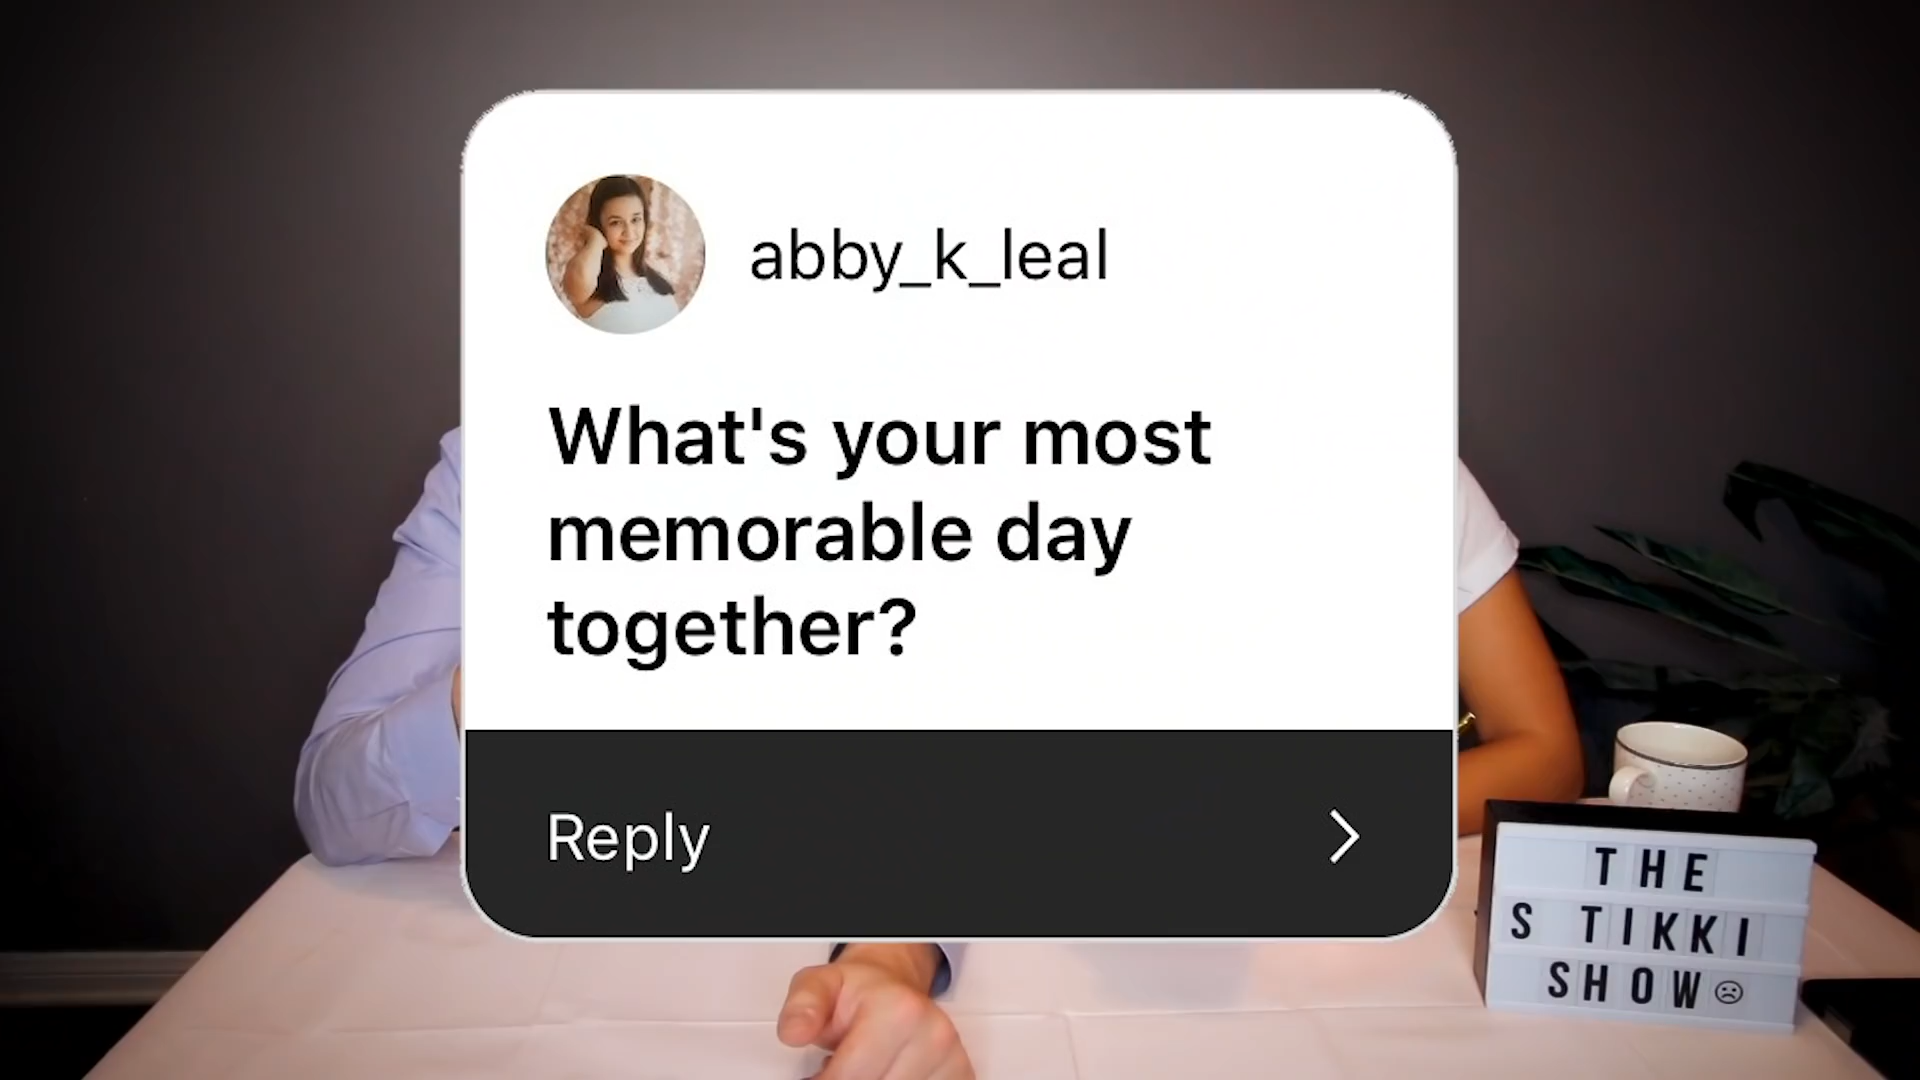 abby_k_leal
What's your most
memorable day
together?
Reply
THE
S TIKKI
SHOW